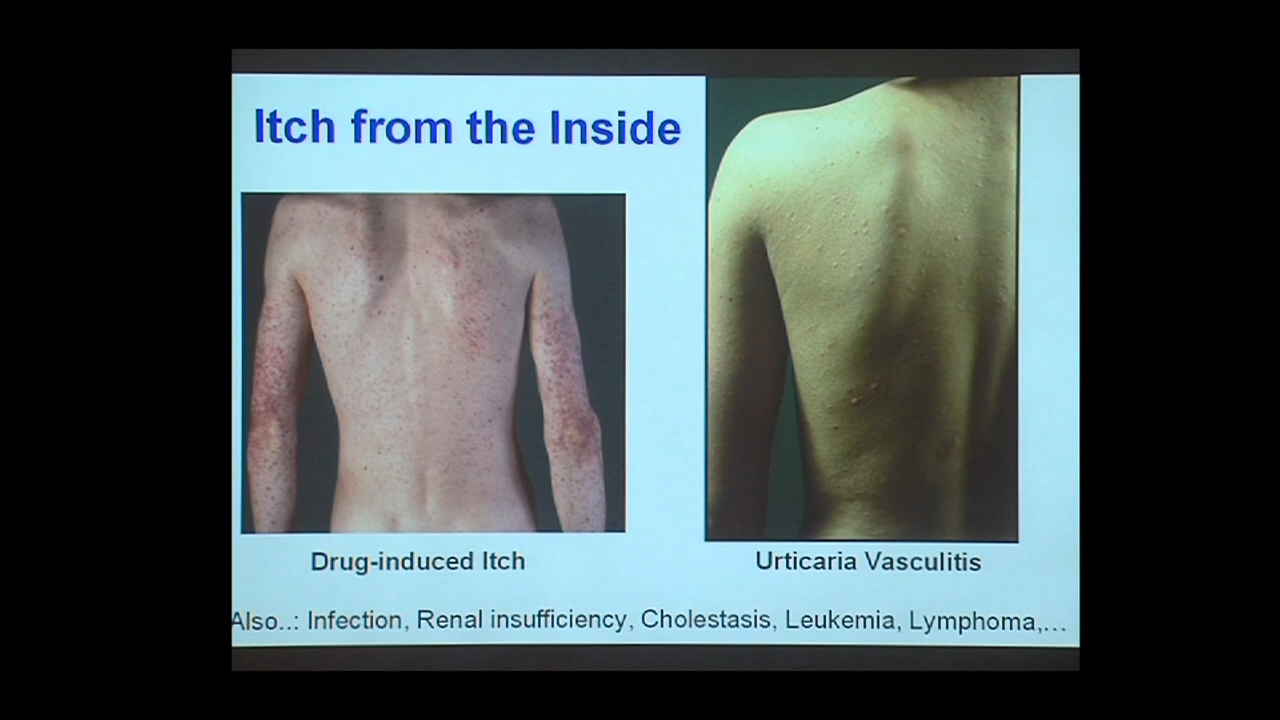 Itch from the Inside
Drug-induced Itch
Urticaria Vasculitis
Also..: Infection, Renal insufficiency, Cholestasis, Leukemia, Lymphoma,...